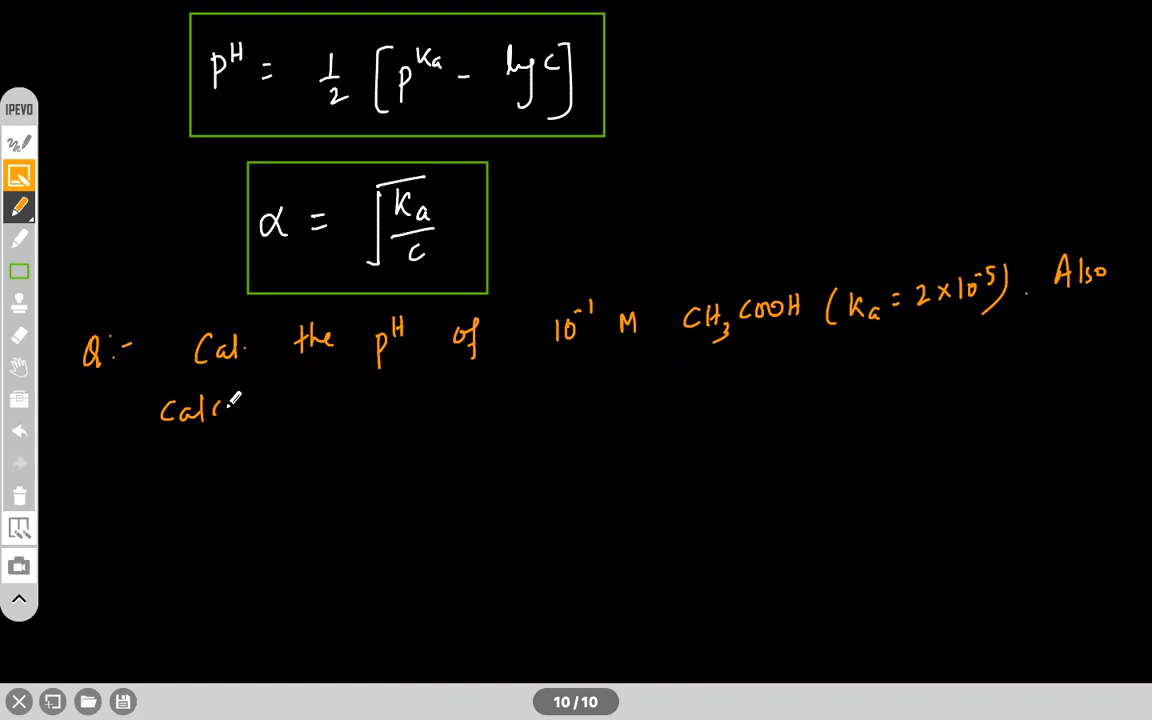 pH = 1/2 [pKa - log C]
α = √(Ka/C)
IPEVO
Q:- Cal. the pH of 10⁻¹ M CH₃COOH (Ka = 2×10⁻⁵). Also
Calc
10/10